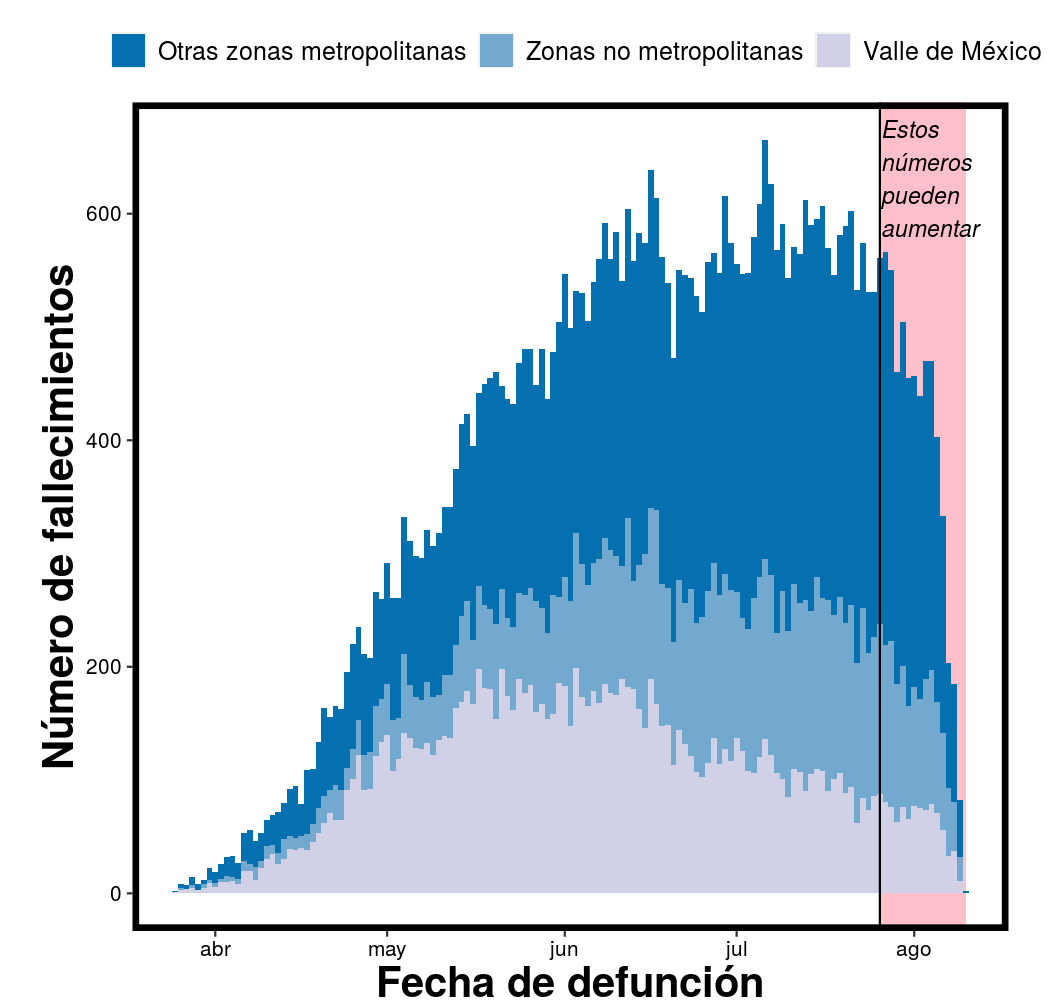 Otras zonas metropolitanas Zonas no metropolitanas Valle de México
Estos
números
pueden
aumentar
Número de fallecimientos
600
400
200
0
abr may jun jul ago
Fecha de defunción